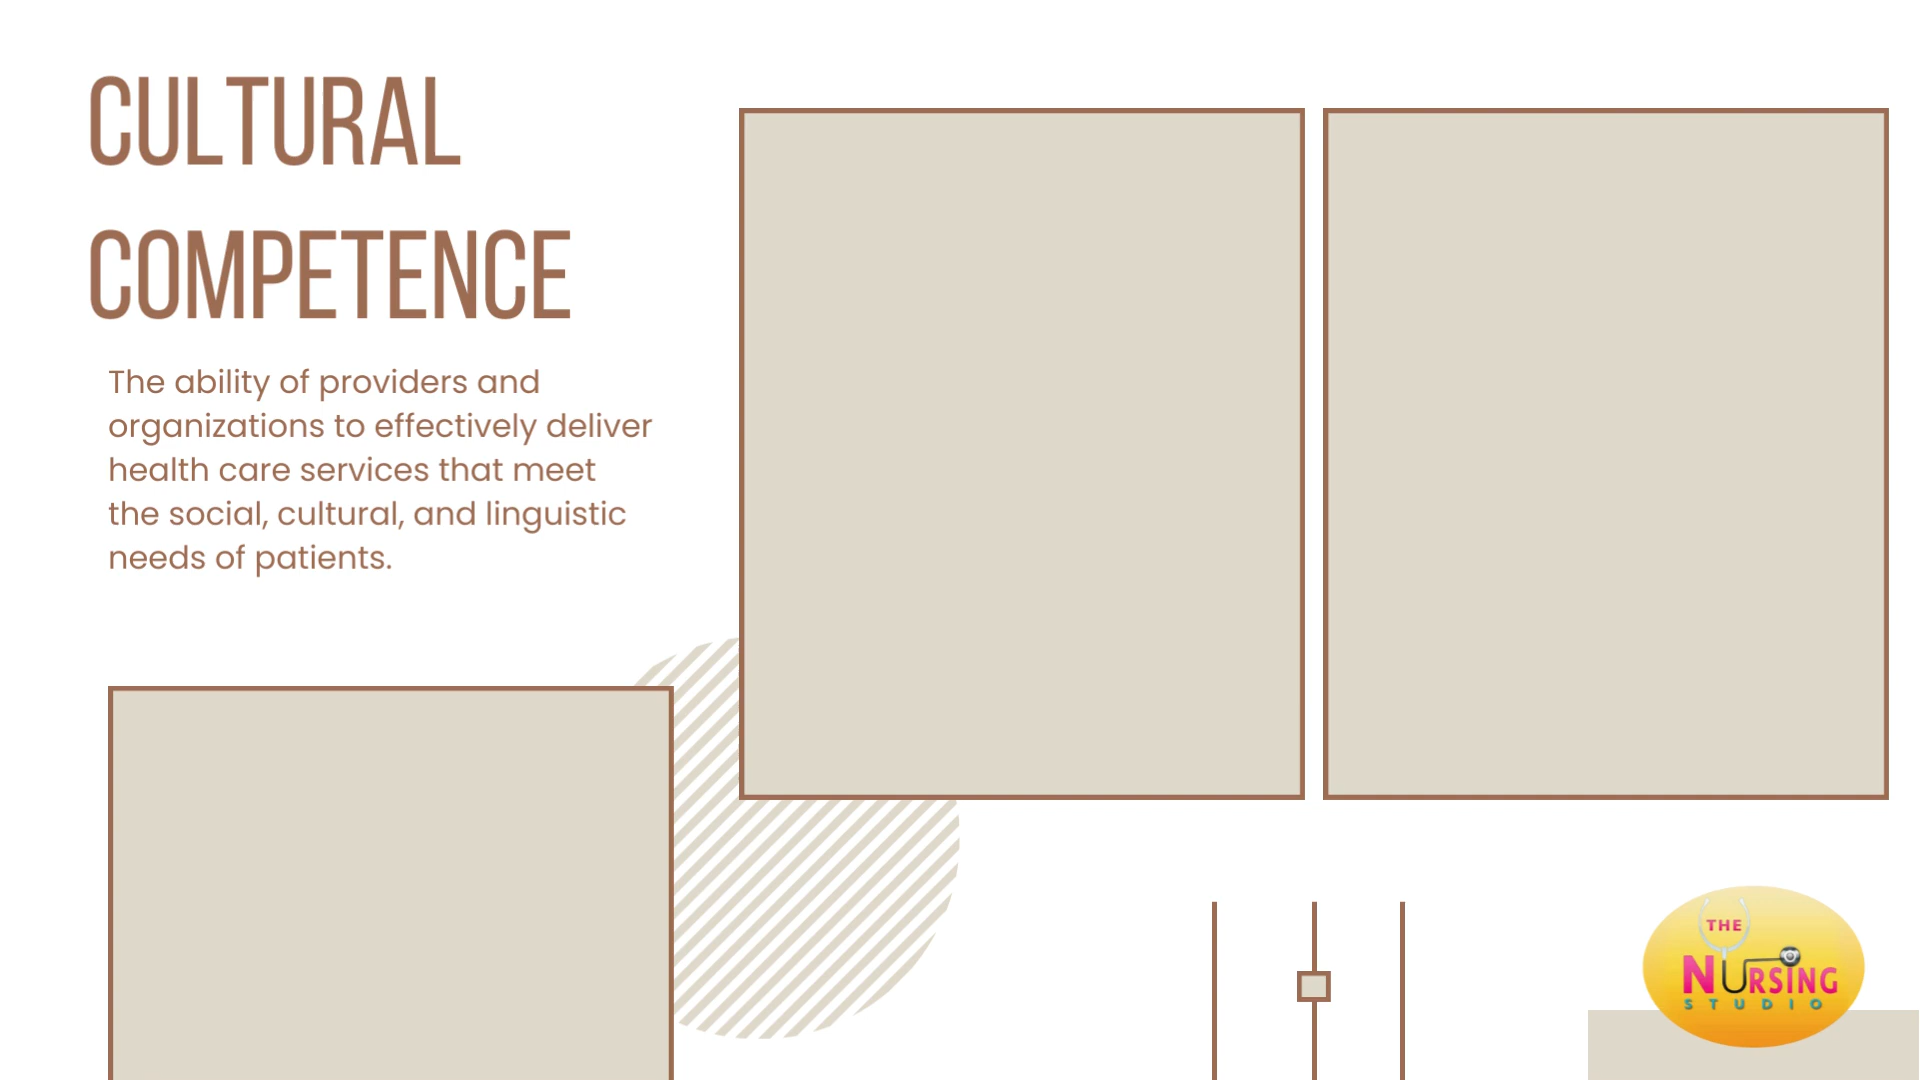 CULTURAL
COMPETENCE
The ability of providers and
organizations to effectively deliver
health care services that meet
the social, cultural, and linguistic
needs of patients.
THE
NURSING
STUDIO